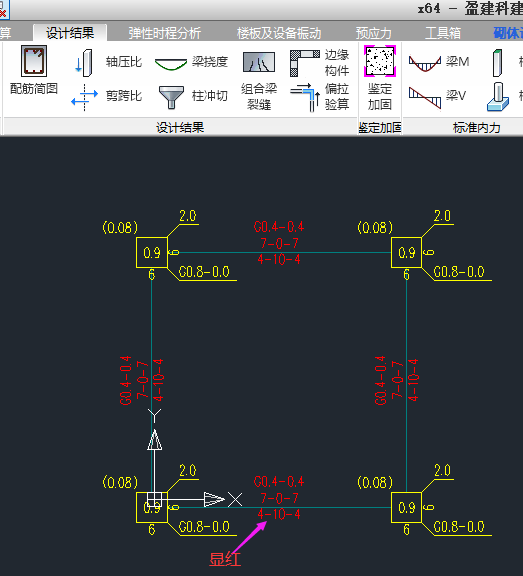 x64 - 盈建科建
算 设计结果 弹性时程分析 楼板及设备振动 预应力 工具箱 砌体
配筋简图 轴压比 梁挠度 组合梁裂缝 边缘构件 鉴定加固 梁M
剪跨比 柱冲切 偏拉验算 梁V
设计结果 鉴定加固 标准内力
(0.08) 2.0 G0.4-0.4 (0.08) 2.0
7-0-7
0.9 6 4-10-4 0.9 6
6 G0.8-0.0 6 G0.8-0.0
G0.4-0.4 7-0-7 4-10-4 G0.4-0.4 7-0-7 4-10-4
Y
(0.08) 2.0 G0.4-0.4 (0.08) 2.0
7-0-7 X
0.9 6 4-10-4 0.9 6
6 G0.8-0.0 6 G0.8-0.0
显红